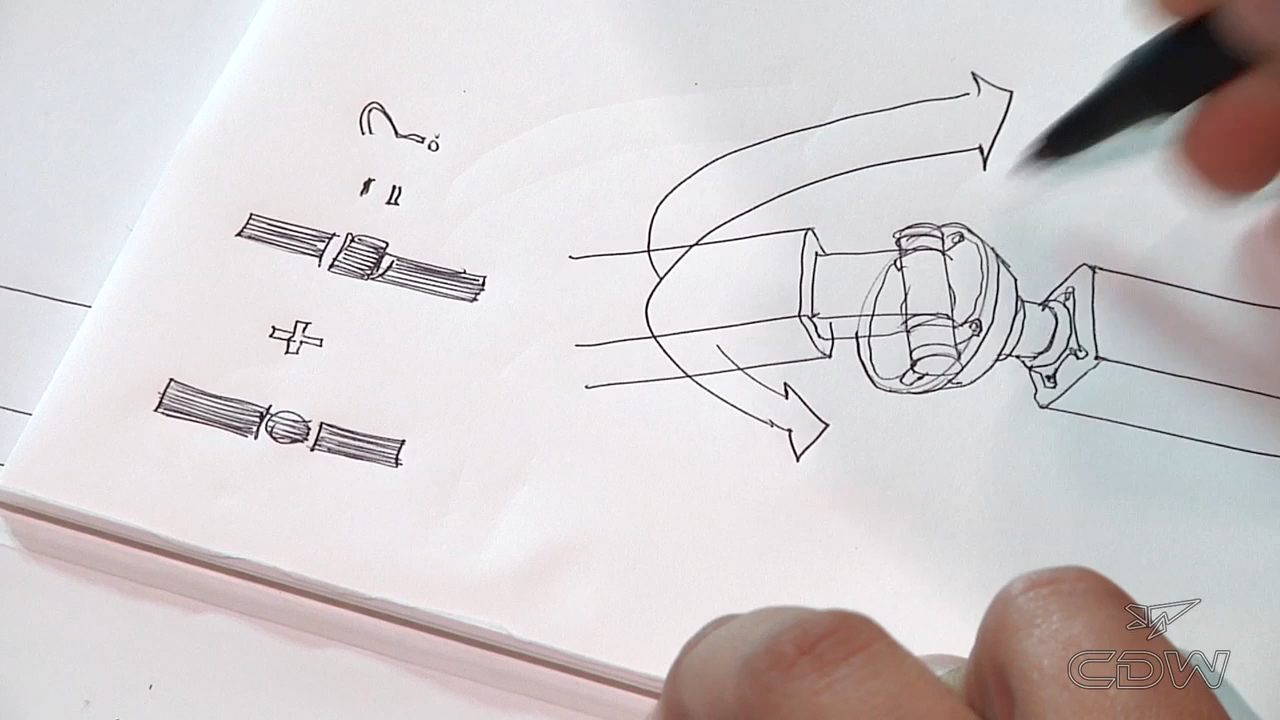 ?
=
+
CDW